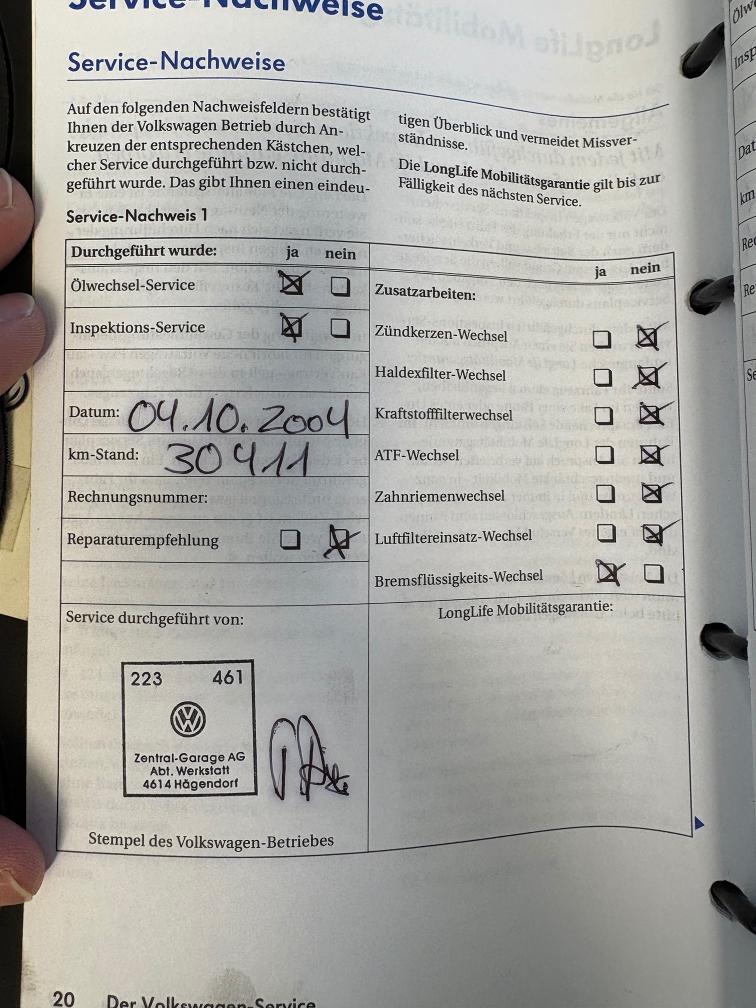 Service-Nachweise
Service-Nachweise
Auf den folgenden Nachweisfeldern bestätigt
Ihnen der Volkswagen Betrieb durch An-
kreuzen der entsprechenden Kästchen, wel-
cher Service durchgeführt bzw. nicht durch-
geführt wurde. Das gibt Ihnen einen eindeu-
tigen Überblick und vermeidet Missver-
ständnisse.
Die LongLife Mobilitätsgarantie gilt bis zur
Fälligkeit des nächsten Service.
Service-Nachweis 1
Durchgeführt wurde: ja nein
Ölwechsel-Service
Inspektions-Service
Datum: 04.10.2004
km-Stand: 30411
Rechnungsnummer:
Reparaturempfehlung
ja nein
Zusatzarbeiten:
Zündkerzen-Wechsel
Haldexfilter-Wechsel
Kraftstofffilterwechsel
ATF-Wechsel
Zahnriemenwechsel
Luftfiltereinsatz-Wechsel
Bremsflüssigkeits-Wechsel
Service durchgeführt von:
223 461
Zentral-Garage AG
Abt. Werkstatt
4614 Hägendorf
Stempel des Volkswagen-Betriebes
LongLife Mobilitätsgarantie:
20 Der Volkswagen-Service